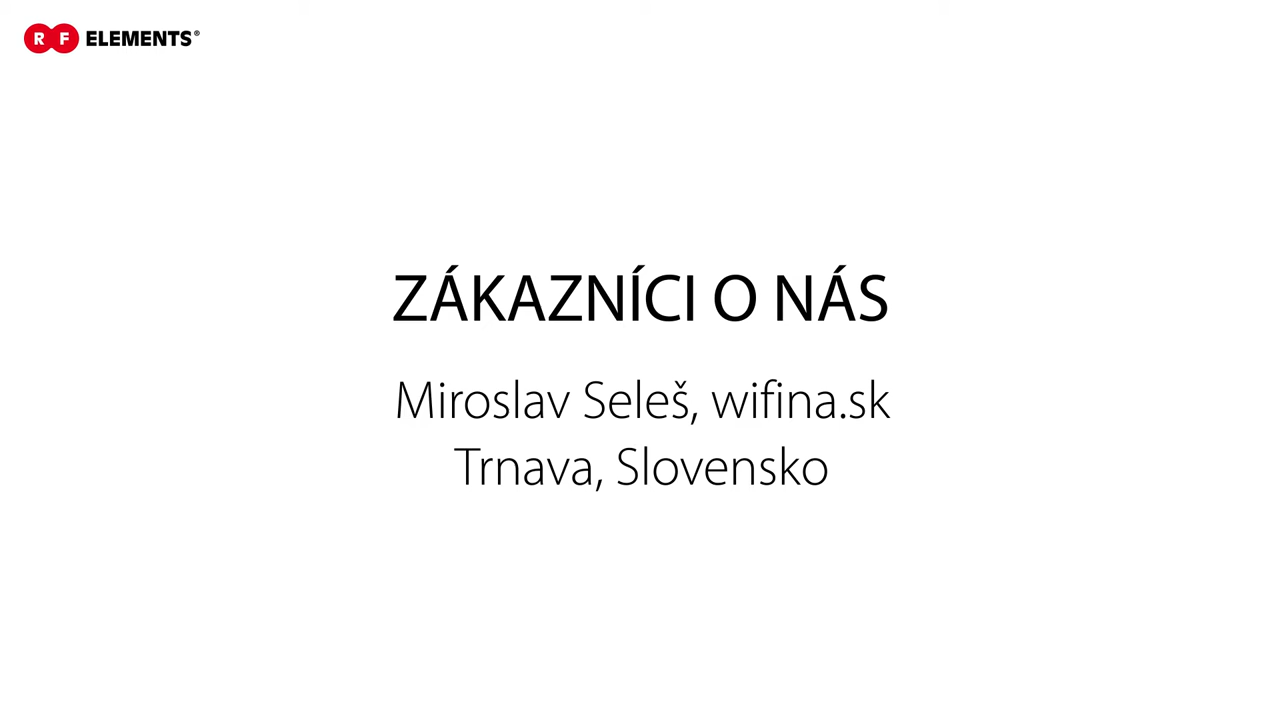 RF ELEMENTS®
ZÁKAZNÍCI O NÁS
Miroslav Seleš, wifina.sk
Trnava, Slovensko